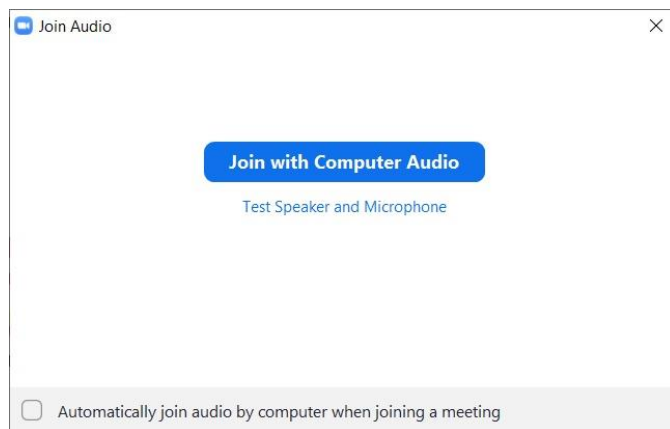 Join Audio
Join with Computer Audio
Test Speaker and Microphone
Automatically join audio by computer when joining a meeting